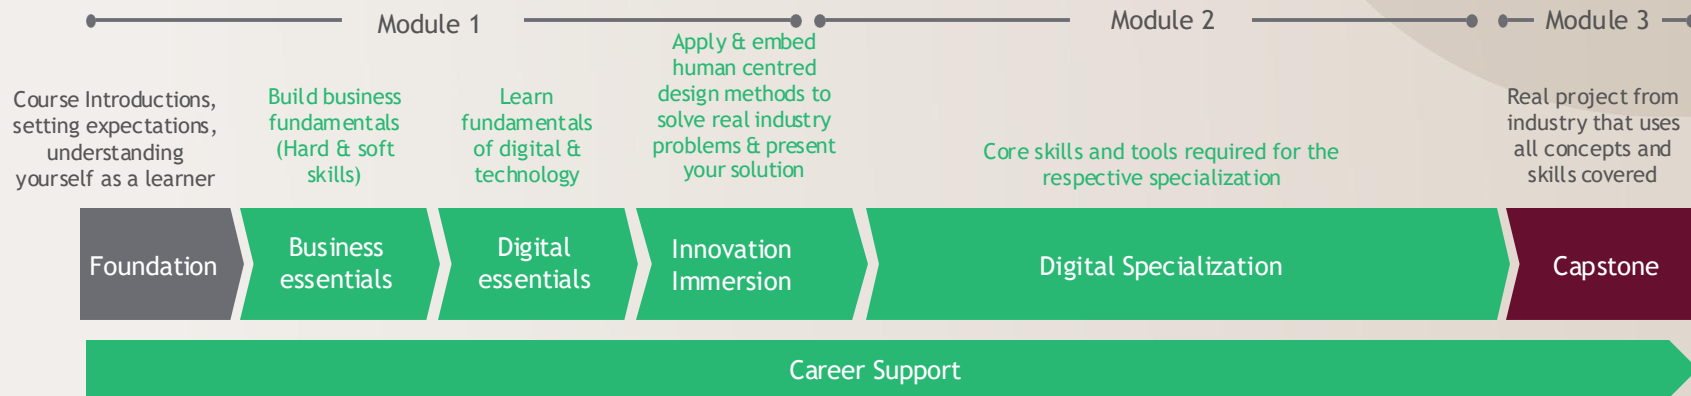 Module 1
Module 2
Module 3
Course Introductions,
setting expectations,
understanding
yourself as a learner
Build business
fundamentals
(Hard & soft
skills)
Learn
fundamentals
of digital &
technology
Apply & embed
human centred
design methods to
solve real industry
problems & present
your solution
Core skills and tools required for the
respective specialization
Real project from
industry that uses
all concepts and
skills covered
Foundation
Business
essentials
Digital
essentials
Innovation
Immersion
Digital Specialization
Capstone
Career Support